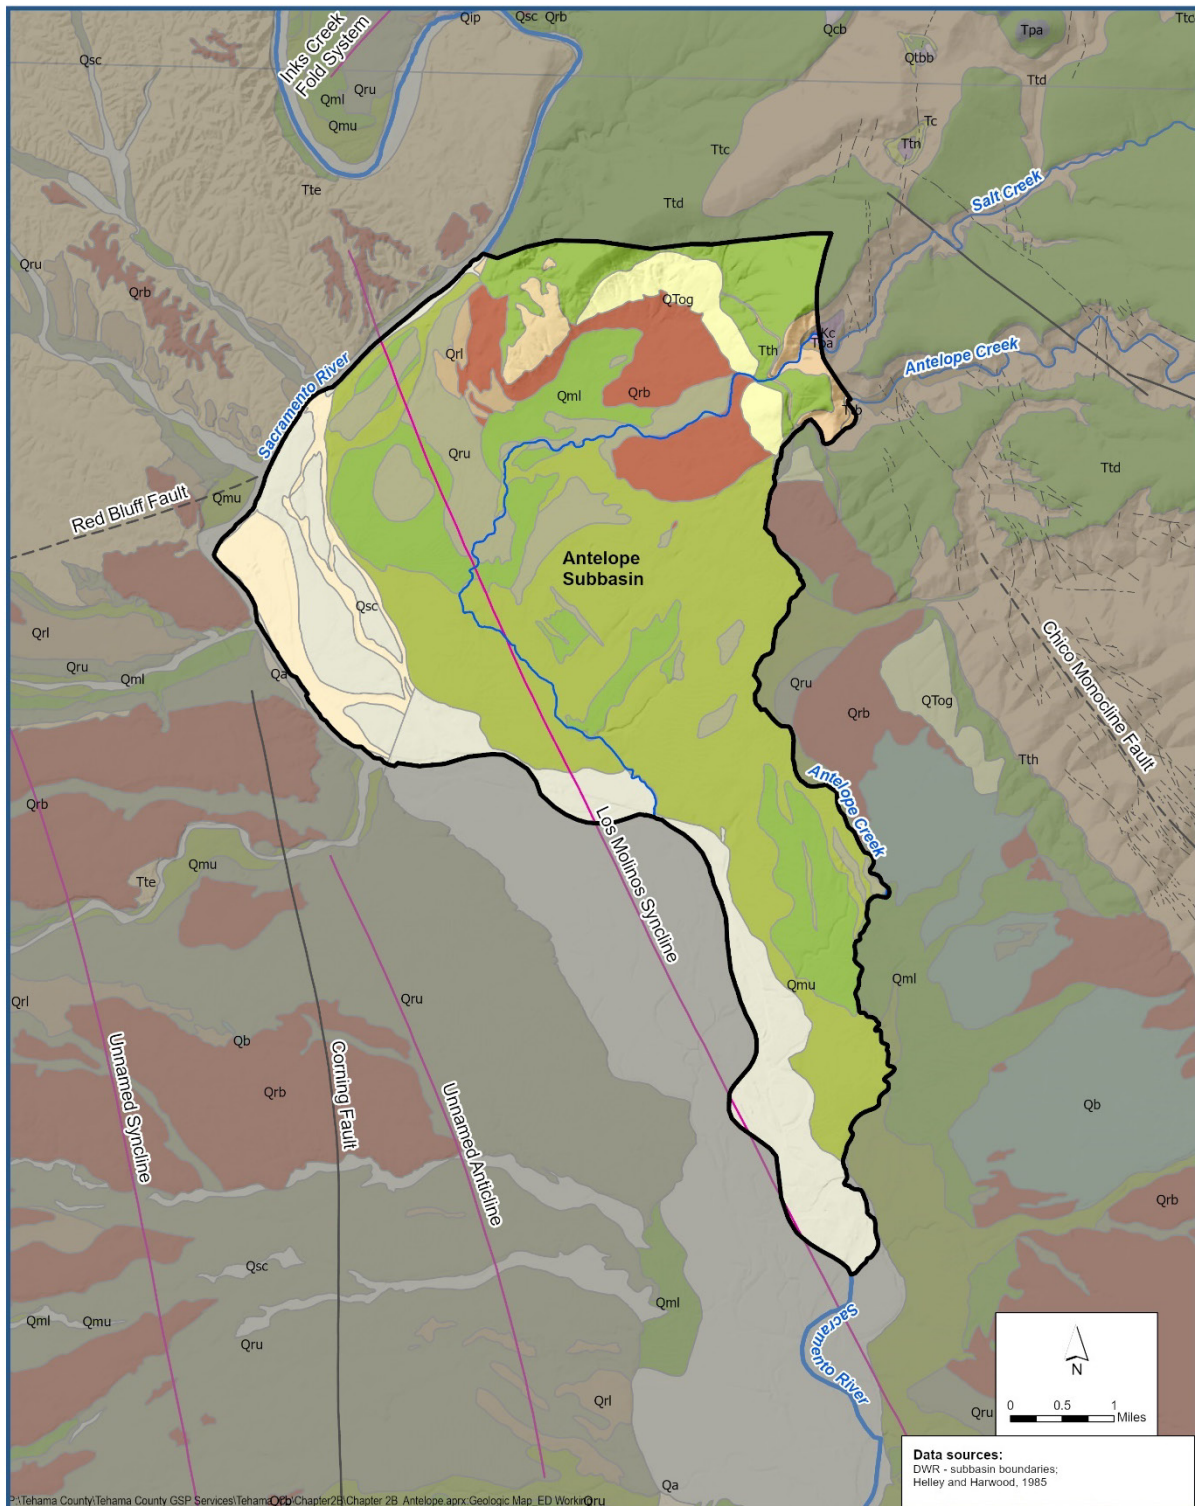 Qip
Qsc
Qrb
Ttc
Qcb
Tpa
Qsc
Inks Creek
Fold System
Qtbb
Ttd
Qru
Qml
Qmu
Tc
Ttn
Ttc
Tte
Ttd
Salt Creek
Qru
Qrb
QTog
Kc
Tpa
Tth
Antelope Creek
Qrl
Sacramento River
Qml
Qrb
Qru
Ttd
Red Bluff Fault
Qmu
Antelope
Subbasin
Qsc
Qrl
Qru
Qml
Qa
Qru
Qrb
QTog
Chico Monocline Fault
Tth
Antelope Creek
Qrb
Los Molinos Syncline
Qmu
Tte
Qml
Qmu
Qrl
Qru
Qb
Unnamed Syncline
Corning Fault
Qrb
Unnamed Anticline
Qb
Qrb
Qsc
Qml
Qml
Qmu
Qru
Sacramento River
N
0 0.5 1
Miles
Qrl
Qru
Data sources:
DWR - subbasin boundaries;
Helley and Harwood, 1985
Qa
Qru